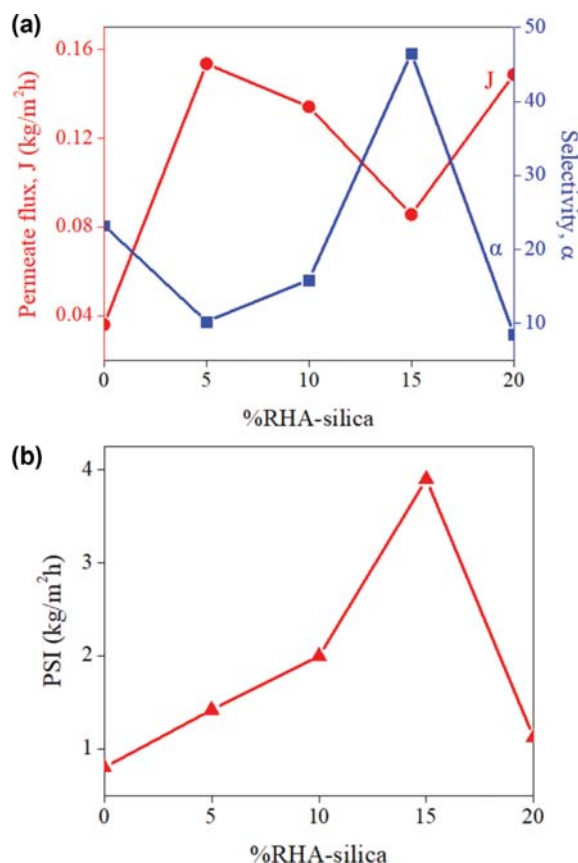 (a)
Permeate flux, J (kg/m²h)
0.16
0.12
0.08
0.04
J
α
50
40
30
20
10
Selectivity, α
0 5 10 15 20
%RHA-silica
(b)
PSI (kg/m²h)
4
3
2
1
0 5 10 15 20
%RHA-silica